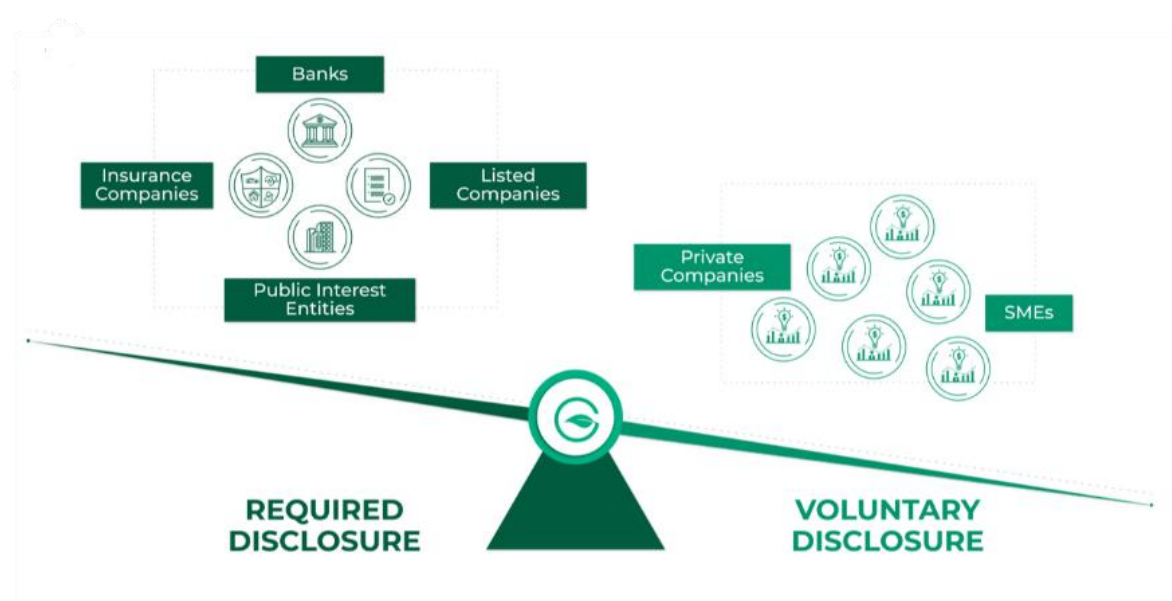 Banks
Insurance
Companies
Listed
Companies
Public Interest
Entities
Private
Companies
SMEs
REQUIRED
DISCLOSURE
VOLUNTARY
DISCLOSURE